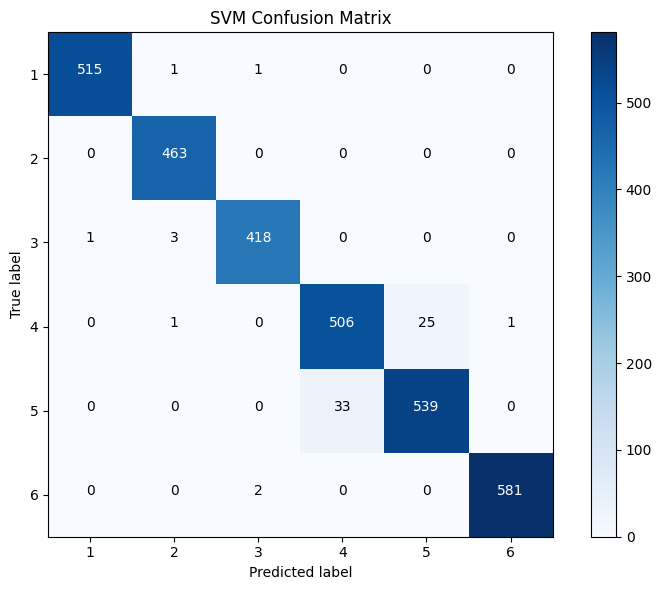 SVM Confusion Matrix
1 515 1 1 0 0 0
2 0 463 0 0 0 0
3 1 3 418 0 0 0
4 0 1 0 506 25 1
5 0 0 0 33 539 0
6 0 0 2 0 0 581
1 2 3 4 5 6
Predicted label
True label
500
400
300
200
100
0